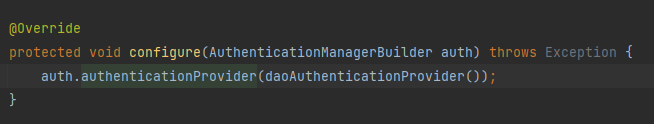 @Override
protected void configure(AuthenticationManagerBuilder auth) throws Exception {
    auth.authenticationProvider(daoAuthenticationProvider());
}